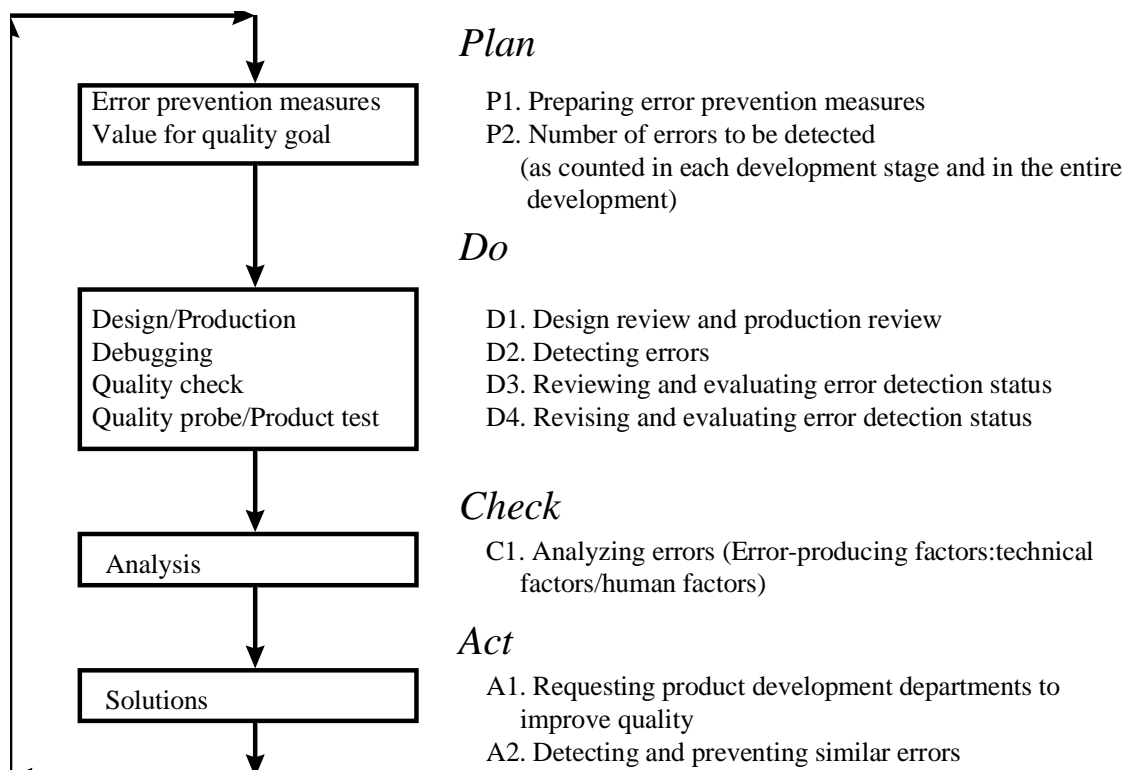 Plan
Error prevention measures
Value for quality goal
P1. Preparing error prevention measures
P2. Number of errors to be detected
(as counted in each development stage and in the entire
development)
Do
Design/Production
Debugging
Quality check
Quality probe/Product test
D1. Design review and production review
D2. Detecting errors
D3. Reviewing and evaluating error detection status
D4. Revising and evaluating error detection status
Check
Analysis
C1. Analyzing errors (Error-producing factors:technical
factors/human factors)
Act
Solutions
A1. Requesting product development departments to
improve quality
A2. Detecting and preventing similar errors